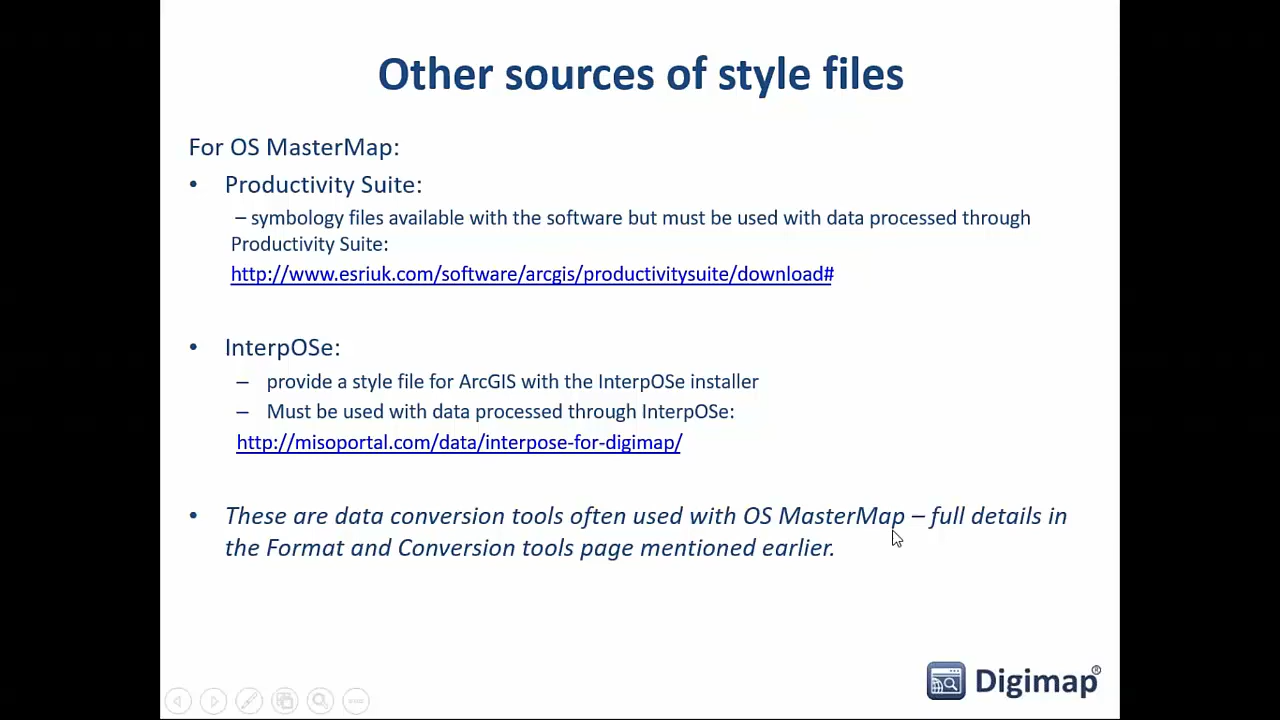 Other sources of style files
For OS MasterMap:
• Productivity Suite:
– symbology files available with the software but must be used with data processed through
Productivity Suite:
http://www.esriuk.com/software/arcgis/productivitysuite/download#
• InterpOSe:
– provide a style file for ArcGIS with the InterpOSe installer
– Must be used with data processed through InterpOSe:
http://misoportal.com/data/interpose-for-digimap/
• These are data conversion tools often used with OS MasterMap – full details in
the Format and Conversion tools page mentioned earlier.
Digimap®